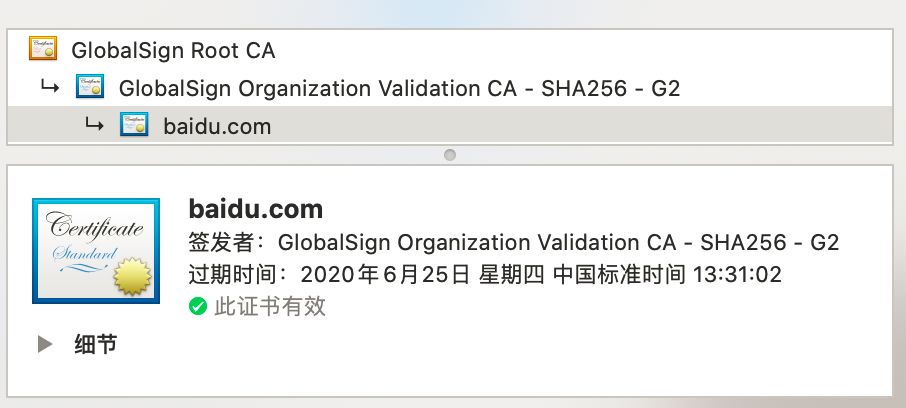 GlobalSign Root CA
GlobalSign Organization Validation CA - SHA256 - G2
baidu.com
Certificate
Standard
baidu.com
签发者：GlobalSign Organization Validation CA - SHA256 - G2
过期时间：2020年6月25日 星期四 中国标准时间 13:31:02
此证书有效
细节